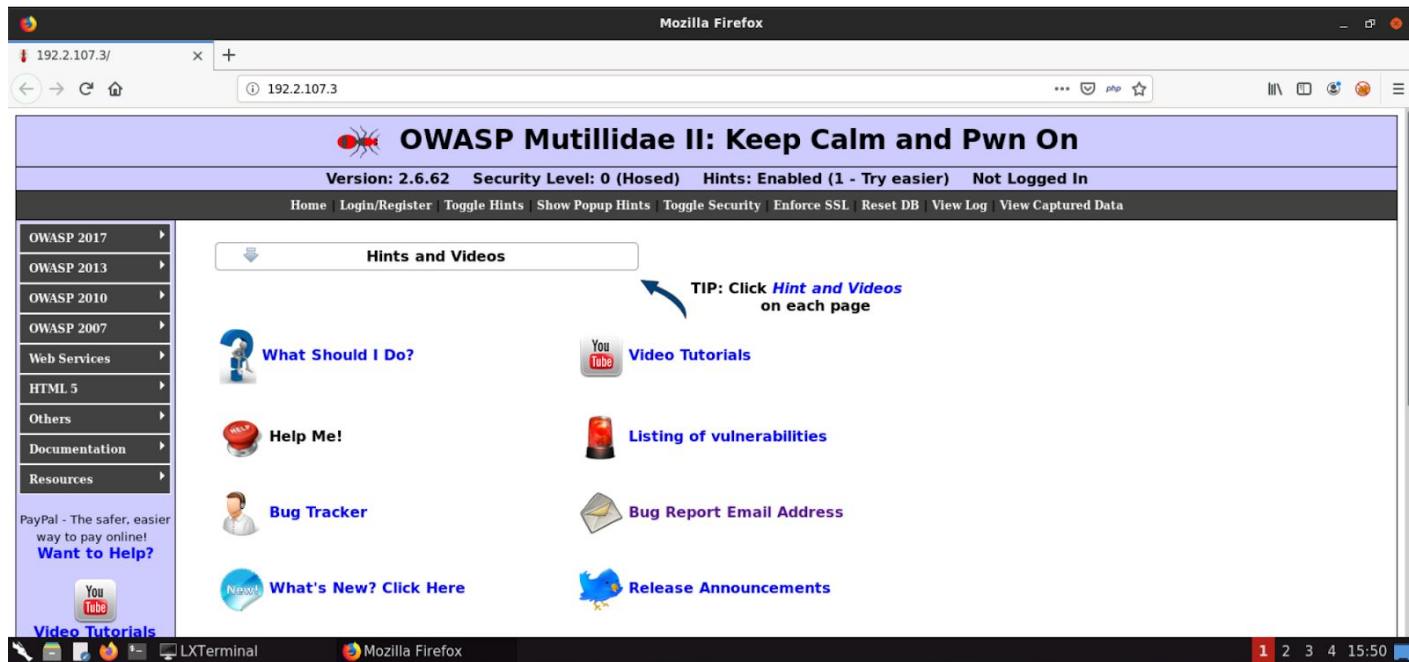 Mozilla Firefox
192.2.107.3/
192.2.107.3
php
OWASP Mutillidae II: Keep Calm and Pwn On
Version: 2.6.62 Security Level: 0 (Hosed) Hints: Enabled (1 - Try easier) Not Logged In
Home | Login/Register | Toggle Hints | Show Popup Hints | Toggle Security | Enforce SSL | Reset DB | View Log | View Captured Data
OWASP 2017
OWASP 2013
OWASP 2010
OWASP 2007
Web Services
HTML 5
Others
Documentation
Resources
PayPal - The safer, easier
way to pay online!
Want to Help?
You
Tube
Video Tutorials
Hints and Videos
TIP: Click Hint and Videos
on each page
What Should I Do?
You
Tube
Video Tutorials
HELP
Help Me!
Listing of vulnerabilities
Bug Tracker
Bug Report Email Address
New!
What's New? Click Here
Release Announcements
LXTerminal
Mozilla Firefox
1 2 3 4 15:50